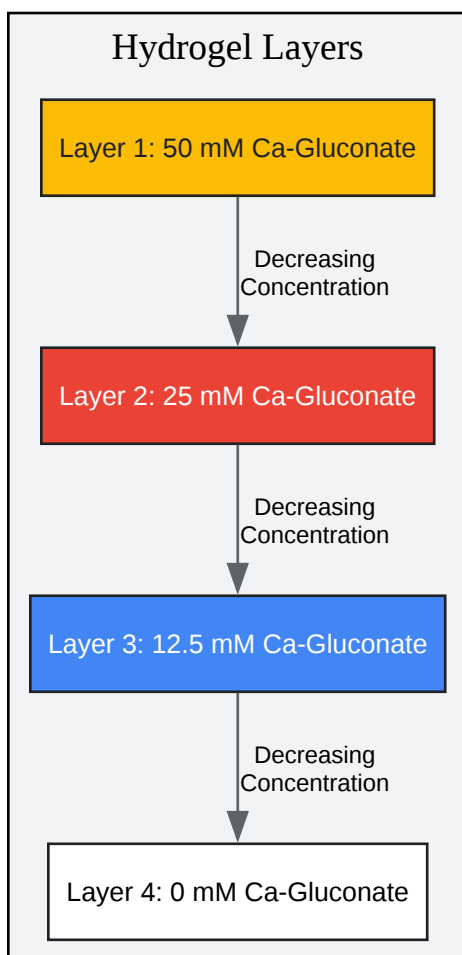 Hydrogel Layers
Layer 1: 50 mM Ca-Gluconate
Decreasing
Concentration
Layer 2: 25 mM Ca-Gluconate
Decreasing
Concentration
Layer 3: 12.5 mM Ca-Gluconate
Decreasing
Concentration
Layer 4: 0 mM Ca-Gluconate